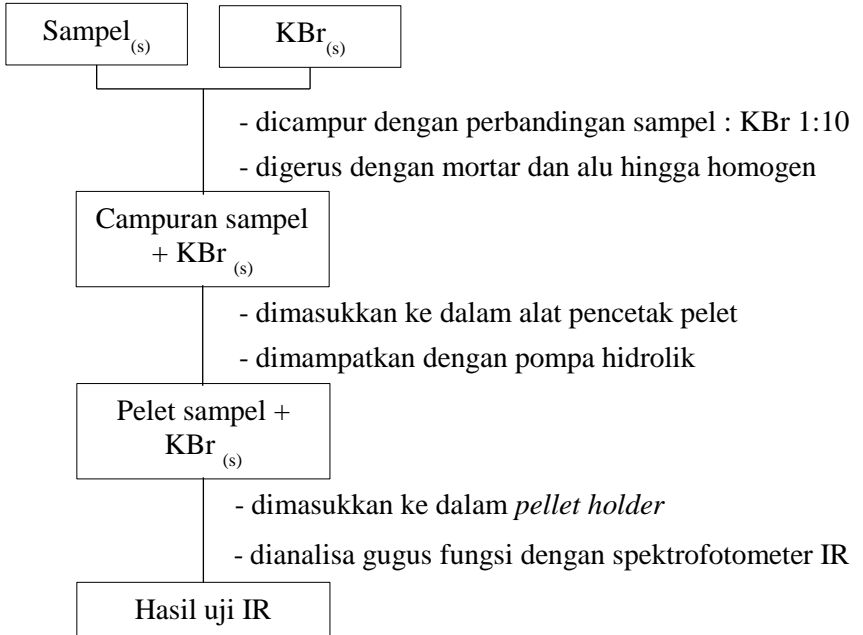 Sampel(s)
KBr(s)
- dicampur dengan perbandingan sampel : KBr 1:10
- digerus dengan mortar dan alu hingga homogen
Campuran sampel
+ KBr (s)
- dimasukkan ke dalam alat pencetak pelet
- dimampatkan dengan pompa hidrolik
Pelet sampel +
KBr (s)
- dimasukkan ke dalam pellet holder
- dianalisa gugus fungsi dengan spektrofotometer IR
Hasil uji IR